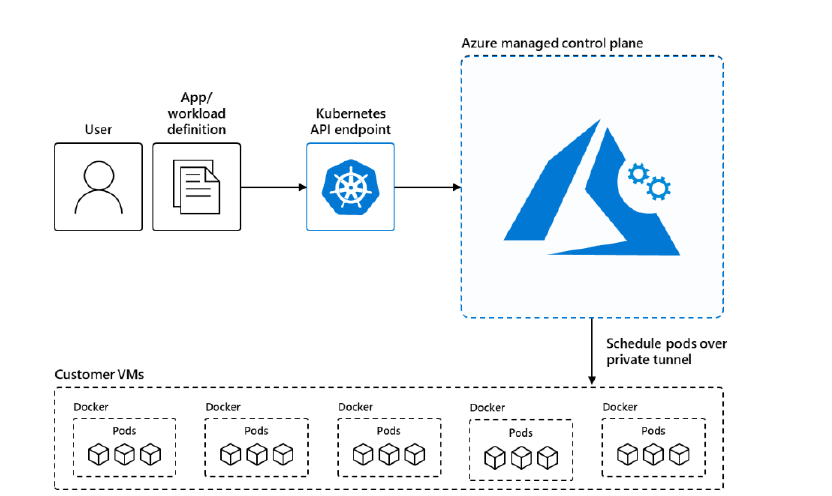 Azure managed control plane
User
App/
workload
definition
Kubernetes
API endpoint
Schedule pods over
private tunnel
Customer VMs
Docker
Docker
Docker
Docker
Docker
Pods
Pods
Pods
Pods
Pods